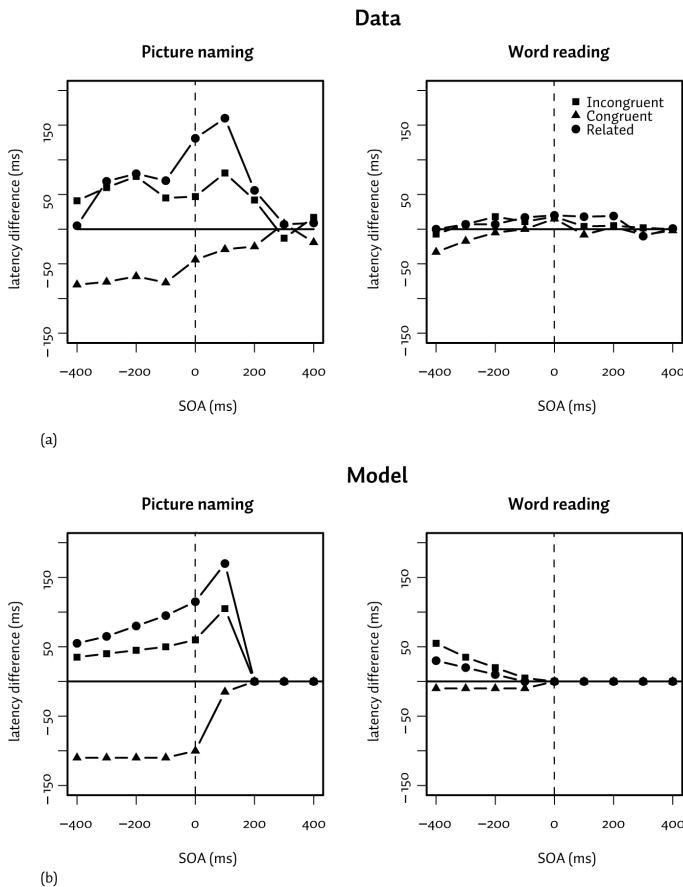 Data
Picture naming
Word reading
Incongruent
Congruent
Related
latency difference (ms)
150
50
−50
−150
−400 −200 0 200 400
SOA (ms)
latency difference (ms)
150
50
−50
−150
−400 −200 0 200 400
SOA (ms)
(a)
Model
Picture naming
Word reading
latency difference (ms)
150
50
−50
−150
−400 −200 0 200 400
SOA (ms)
latency difference (ms)
150
50
−50
−150
−400 −200 0 200 400
SOA (ms)
(b)